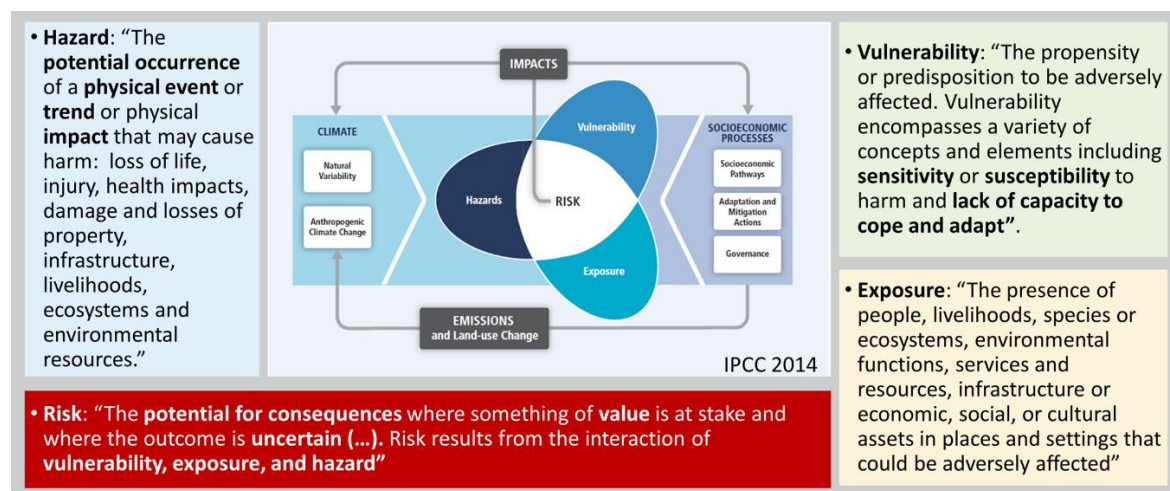 • Hazard: “The
potential occurrence
of a physical event or
trend or physical
impact that may cause
harm:  loss of life,
injury, health impacts,
damage and losses of
property,
infrastructure,
livelihoods,
ecosystems and
environmental
resources.”
IMPACTS
CLIMATE
Natural
Variability
Anthropogenic
Climate Change
Vulnerability
Hazards
RISK
Exposure
SOCIOECONOMIC
PROCESSES
Socioeconomic
Pathways
Adaptation and
Mitigation
Actions
Governance
EMISSIONS
and Land-use Change
IPCC 2014
• Vulnerability: “The propensity
or predisposition to be adversely
affected. Vulnerability
encompasses a variety of
concepts and elements including
sensitivity or susceptibility to
harm and lack of capacity to
cope and adapt”.
• Exposure: “The presence of
people, livelihoods, species or
ecosystems, environmental
functions, services and
resources, infrastructure or
economic, social, or cultural
assets in places and settings that
could be adversely affected”
• Risk: “The potential for consequences where something of value is at stake and
where the outcome is uncertain (…). Risk results from the interaction of
vulnerability, exposure, and hazard”